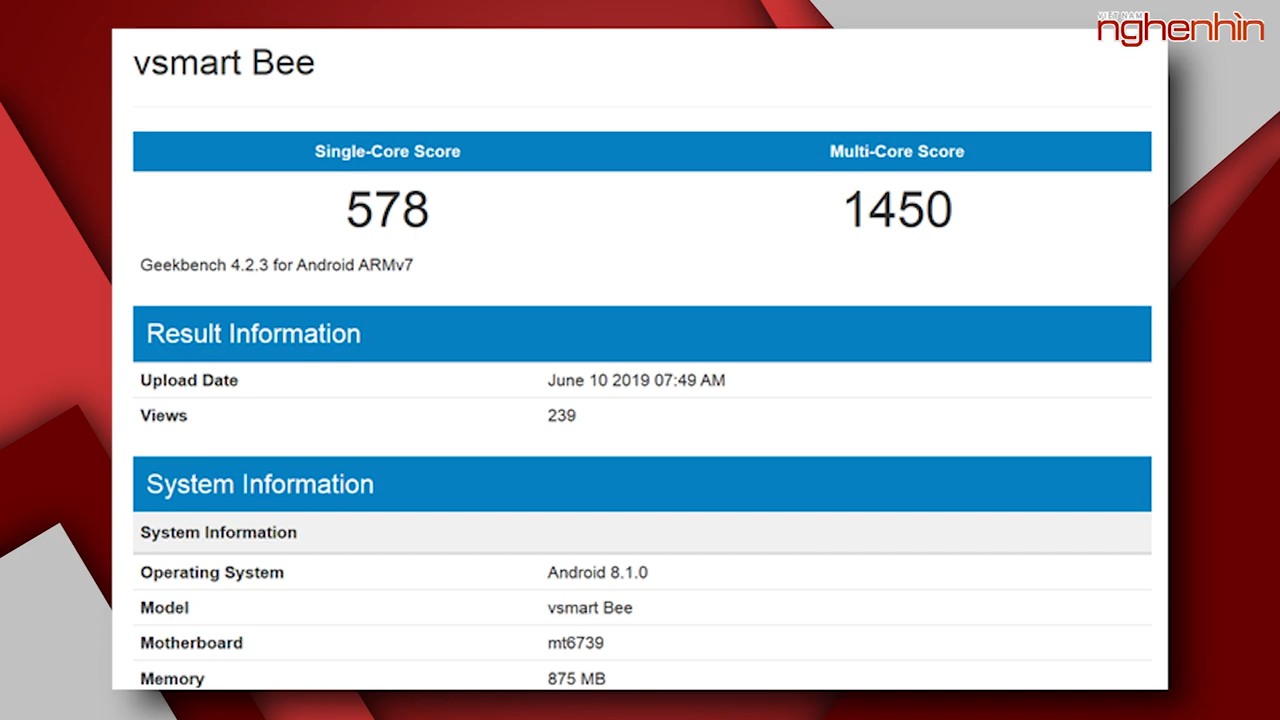 VIỆT NAM
nghenhìn
vsmart Bee
Single-Core Score Multi-Core Score
578 1450
Geekbench 4.2.3 for Android ARMv7
Result Information
Upload Date June 10 2019 07:49 AM
Views 239
System Information
System Information
Operating System Android 8.1.0
Model vsmart Bee
Motherboard mt6739
Memory 875 MB